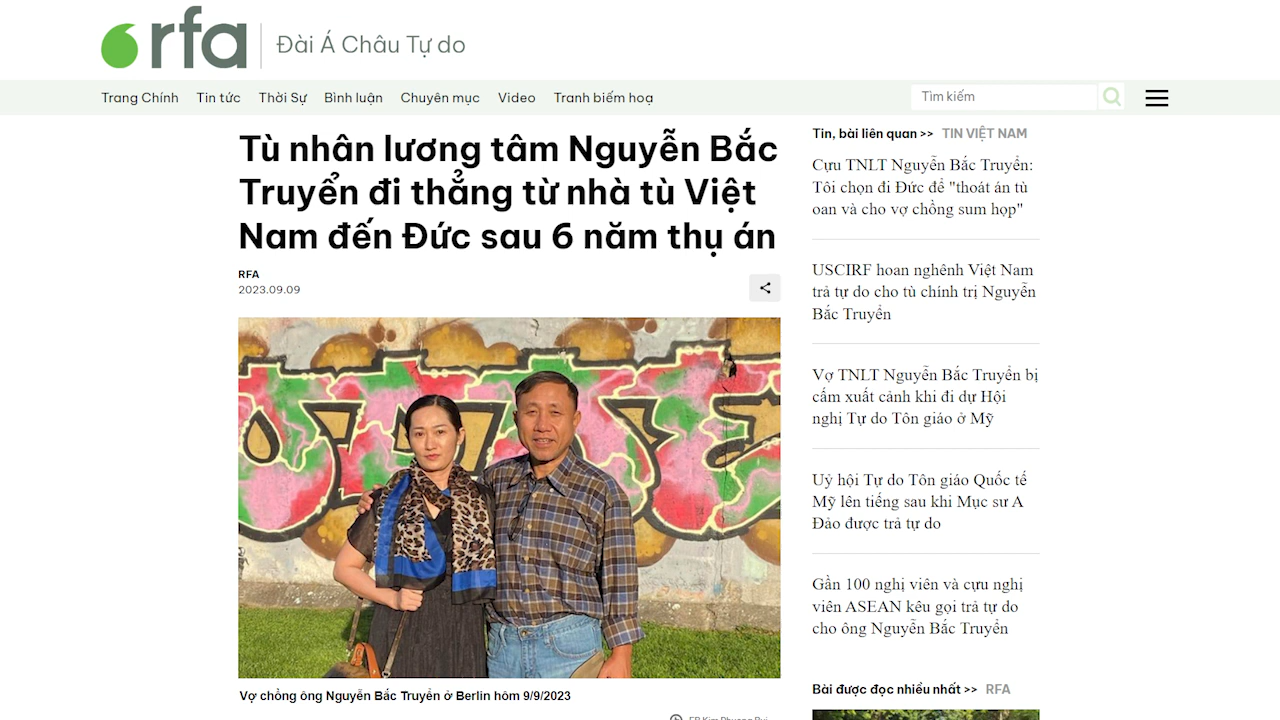 rfa
Đài Á Châu Tự do
Trang Chính Tin tức Thời Sự Bình luận Chuyên mục Video Tranh biếm hoạ
Tìm kiếm
Tù nhân lương tâm Nguyễn Bắc
Truyển đi thẳng từ nhà tù Việt
Nam đến Đức sau 6 năm thụ án
RFA
2023.09.09
Vợ chồng ông Nguyễn Bắc Truyển ở Berlin hôm 9/9/2023
FB Kim Phuong Bui
Tin, bài liên quan >> TIN VIỆT NAM
Cựu TNLT Nguyễn Bắc Truyển:
Tôi chọn đi Đức để "thoát án tù
oan và cho vợ chồng sum họp"
USCIRF hoan nghênh Việt Nam
trả tự do cho tù chính trị Nguyễn
Bắc Truyển
Vợ TNLT Nguyễn Bắc Truyển bị
cấm xuất cảnh khi đi dự Hội
nghị Tự do Tôn giáo ở Mỹ
Uỷ hội Tự do Tôn giáo Quốc tế
Mỹ lên tiếng sau khi Mục sư A
Đảo được trả tự do
Gần 100 nghị viên và cựu nghị
viên ASEAN kêu gọi trả tự do
cho ông Nguyễn Bắc Truyển
Bài được đọc nhiều nhất >> RFA